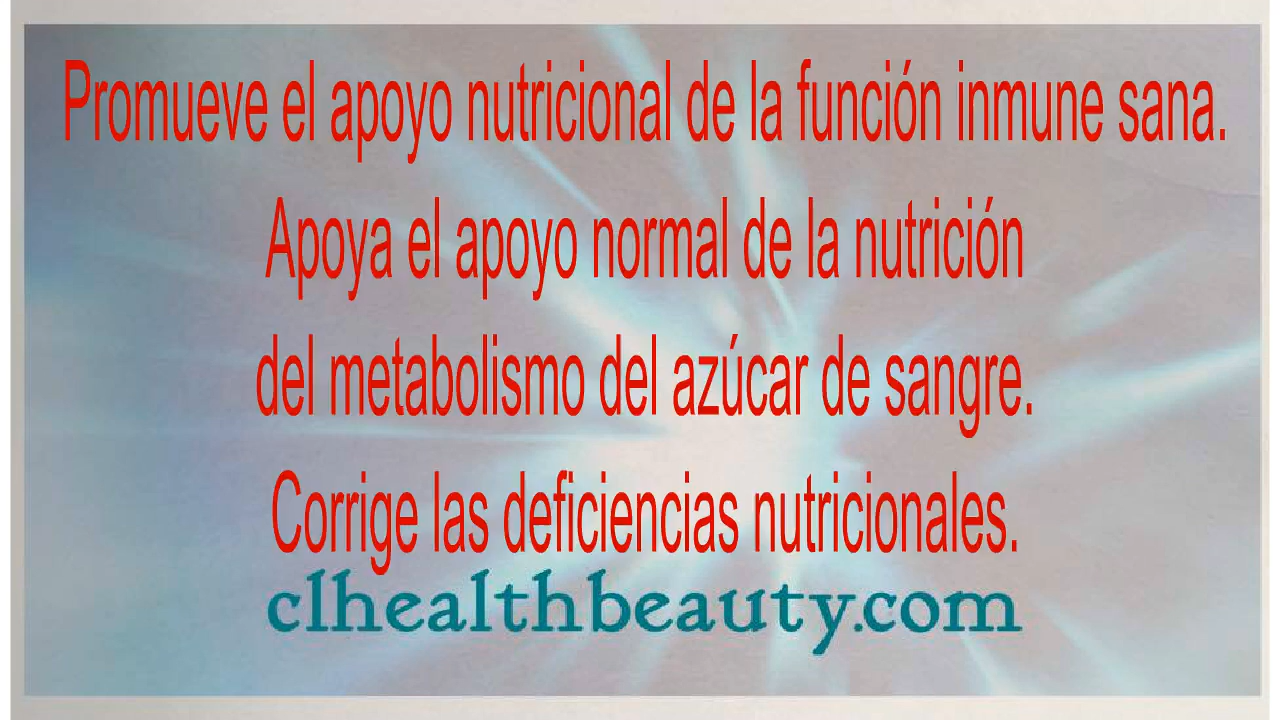 Promueve el apoyo nutricional de la función inmune sana.
Apoya el apoyo normal de la nutrición
del metabolismo del azúcar de sangre.
Corrige las deficiencias nutricionales.
clhealthbeauty.com